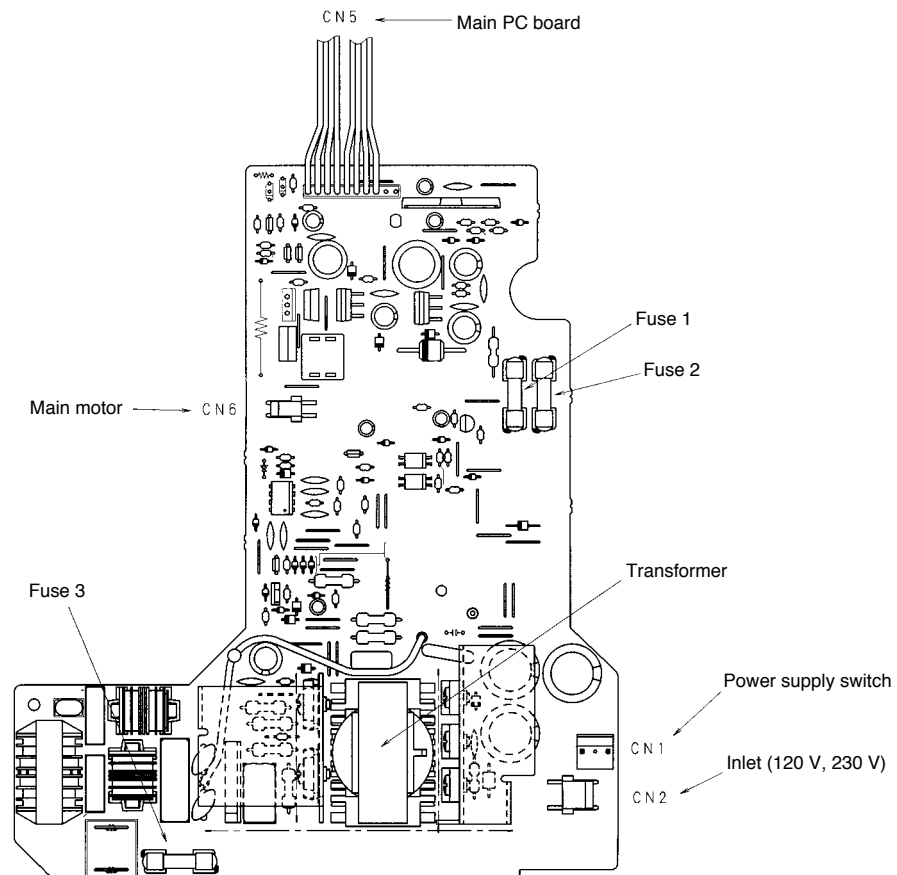 CN5
Main PC board
Fuse 1
Fuse 2
Main motor
CN6
Transformer
Fuse 3
Power supply switch
CN1
Inlet (120 V, 230 V)
CN2